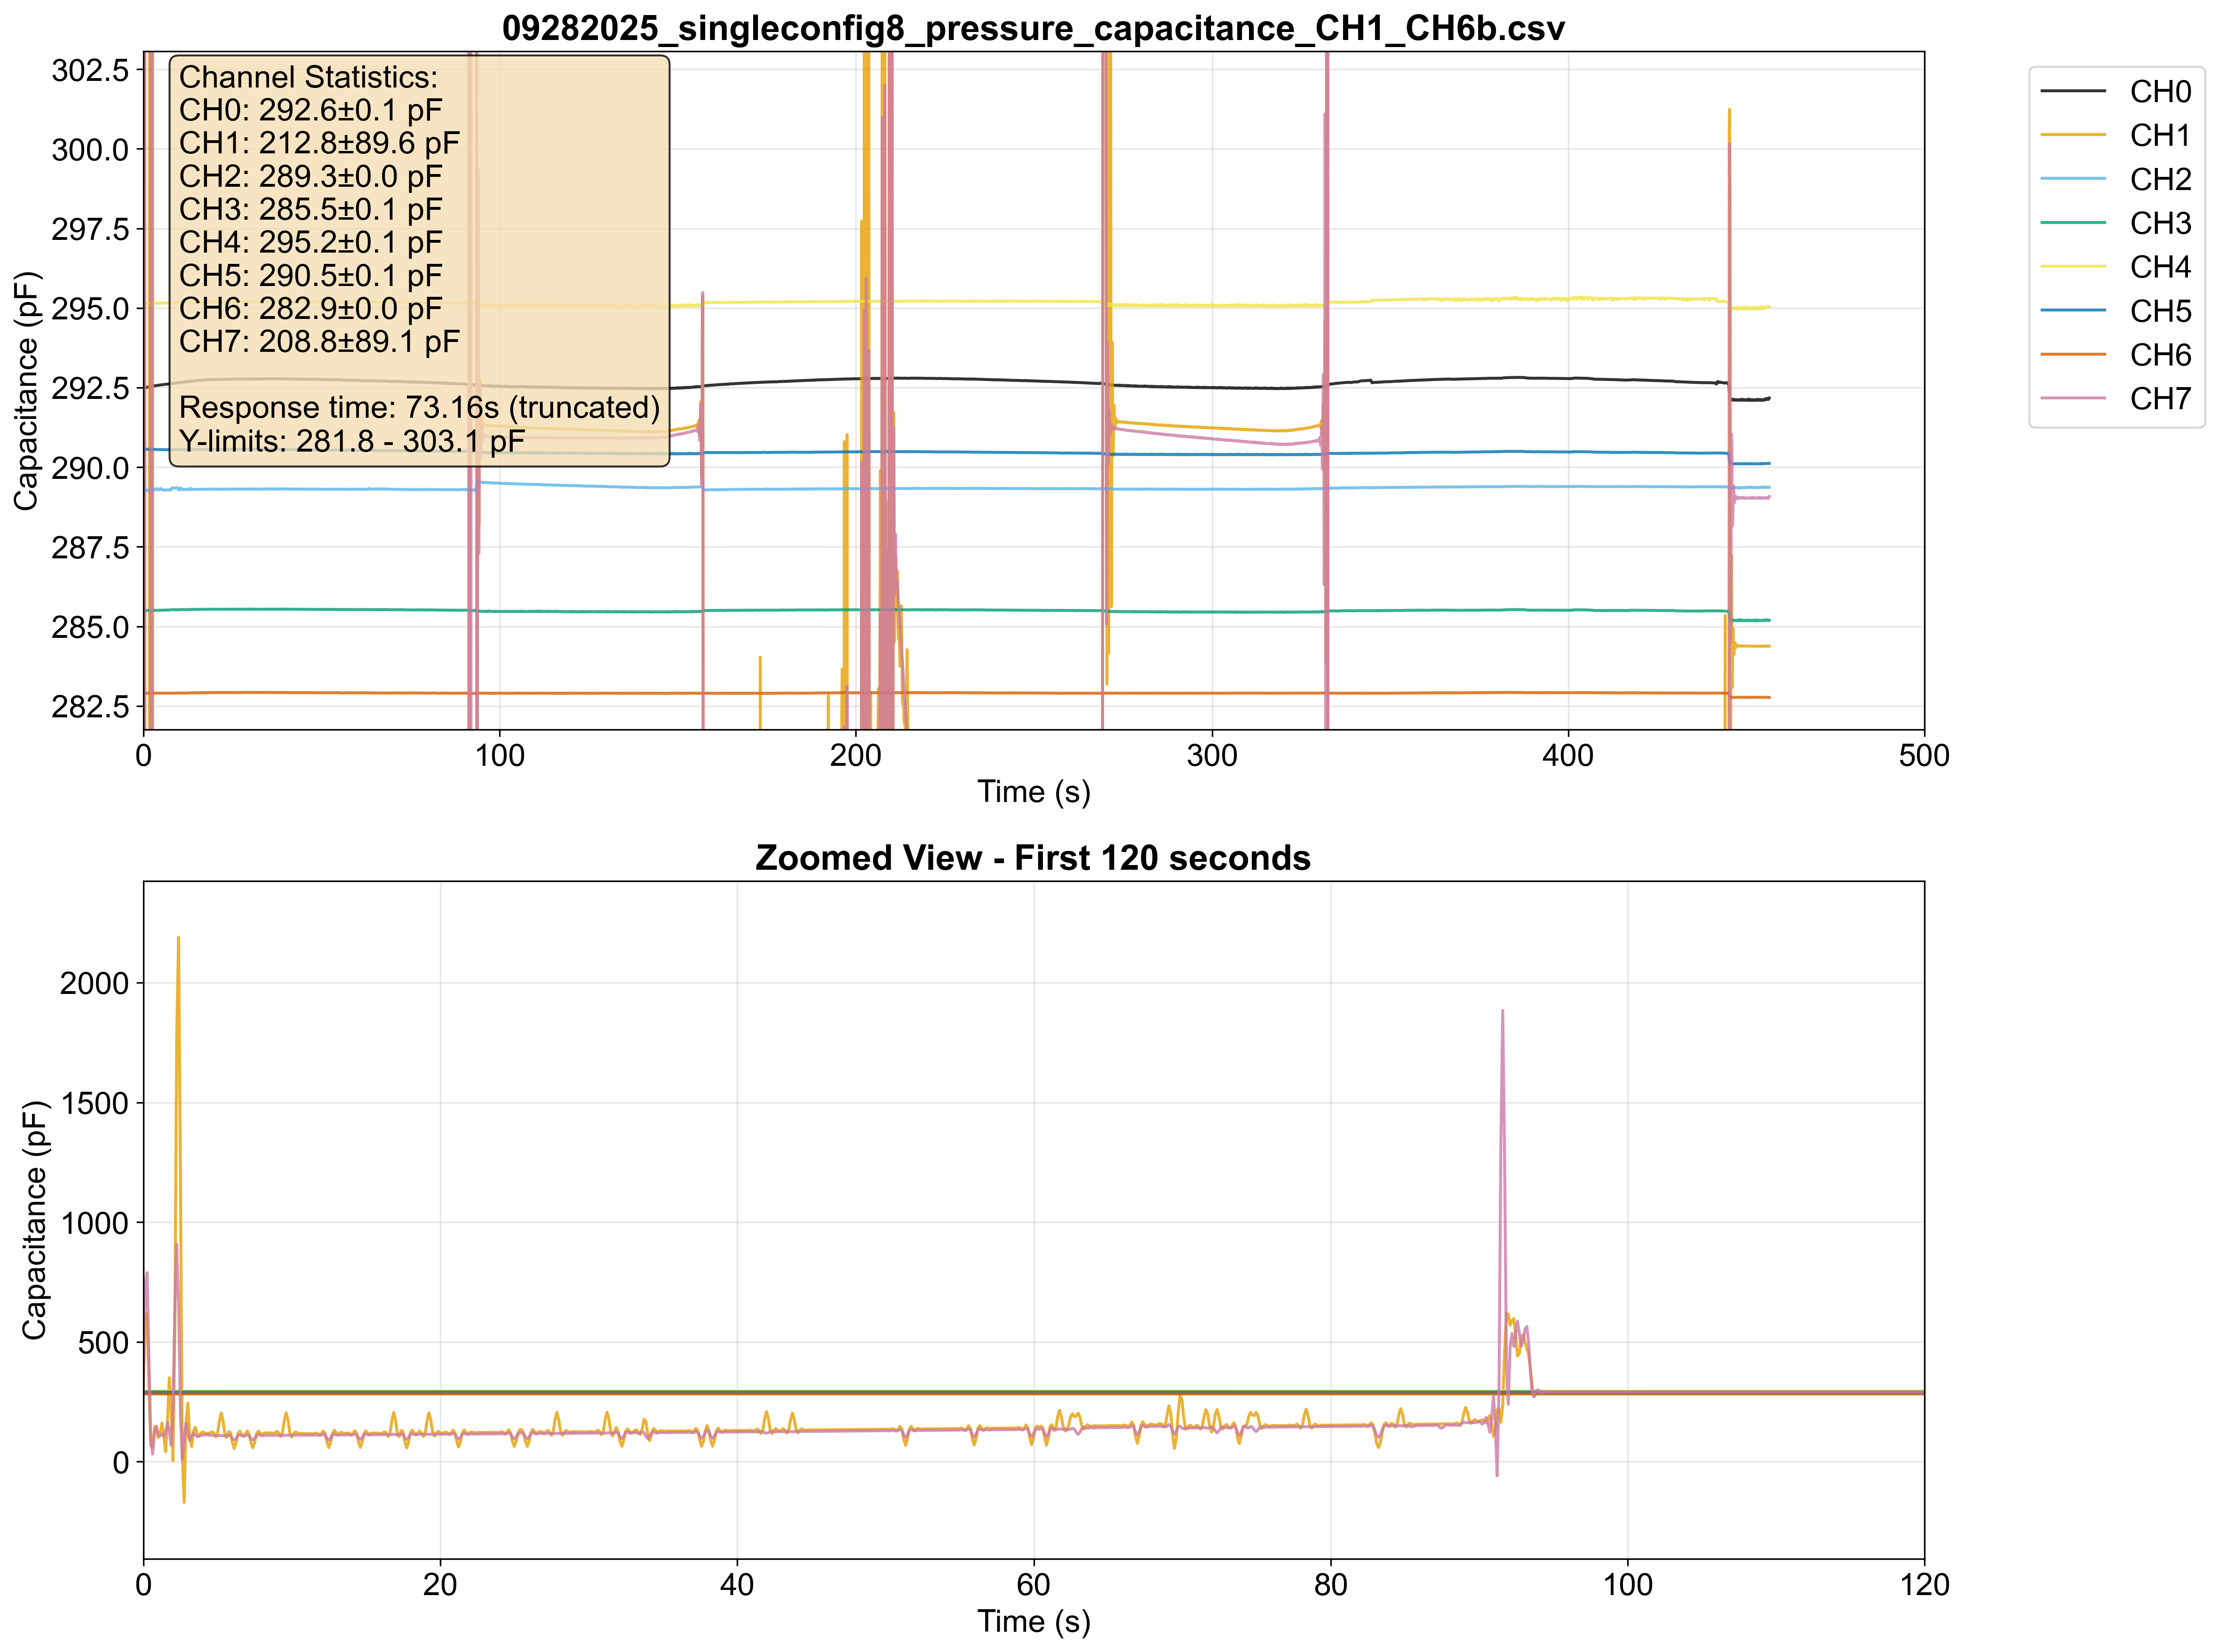 09282025_singleconfig8_pressure_capacitance_CH1_CH6b.csv
302.5
300.0
297.5
295.0
292.5
290.0
287.5
285.0
282.5
Capacitance (pF)
Channel Statistics:
CH0: 292.6±0.1 pF
CH1: 212.8±89.6 pF
CH2: 289.3±0.0 pF
CH3: 285.5±0.1 pF
CH4: 295.2±0.1 pF
CH5: 290.5±0.1 pF
CH6: 282.9±0.0 pF
CH7: 208.8±89.1 pF
Response time: 73.16s (truncated)
Y-limits: 281.8 - 303.1 pF
CH0
CH1
CH2
CH3
CH4
CH5
CH6
CH7
0 100 200 300 400 500
Time (s)
Zoomed View - First 120 seconds
2000
1500
1000
500
0
Capacitance (pF)
0 20 40 60 80 100 120
Time (s)